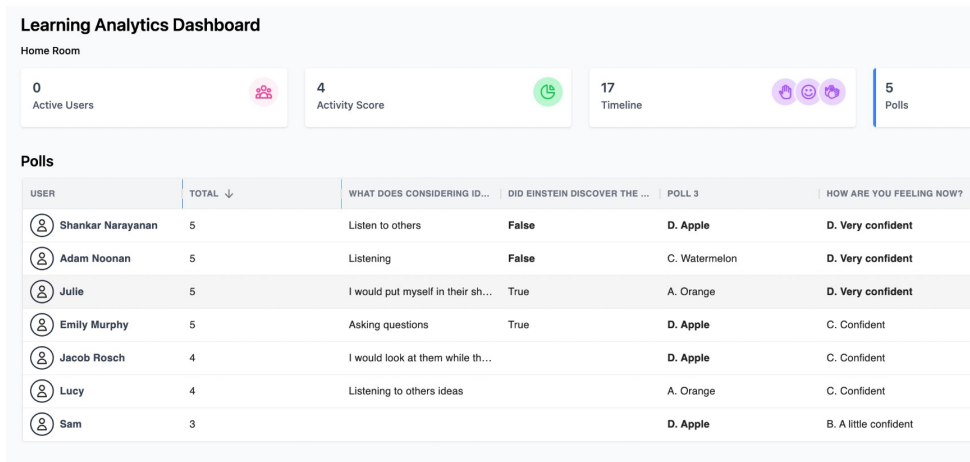 Learning Analytics Dashboard
Home Room
0 4 17 5
Active Users Activity Score Timeline Polls
Polls
USER TOTAL WHAT DOES CONSIDERING ID... DID EINSTEIN DISCOVER THE ... POLL 3 HOW ARE YOU FEELING NOW?
Shankar Narayanan 5 Listen to others False D. Apple D. Very confident
Adam Noonan 5 Listening False C. Watermelon D. Very confident
Julie 5 I would put myself in their sh... True A. Orange D. Very confident
Emily Murphy 5 Asking questions True D. Apple C. Confident
Jacob Rosch 4 I would look at them while th... D. Apple C. Confident
Lucy 4 Listening to others ideas A. Orange C. Confident
Sam 3 D. Apple B. A little confident